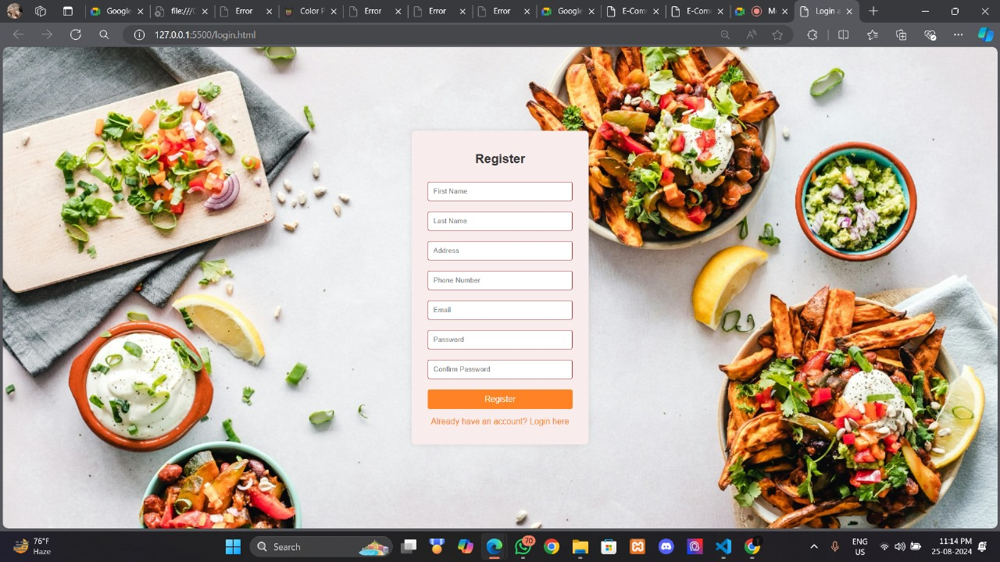 Google
file:///
Error
Color P
Error
Error
Error
Google
E-Com
E-Com
Login a
127.0.0.1:5500/login.html
Register
First Name
Last Name
Address
Phone Number
Email
Password
Confirm Password
Register
Already have an account? Login here
76°F
Haze
Search
70
ENG
US
11:14 PM
25-08-2024